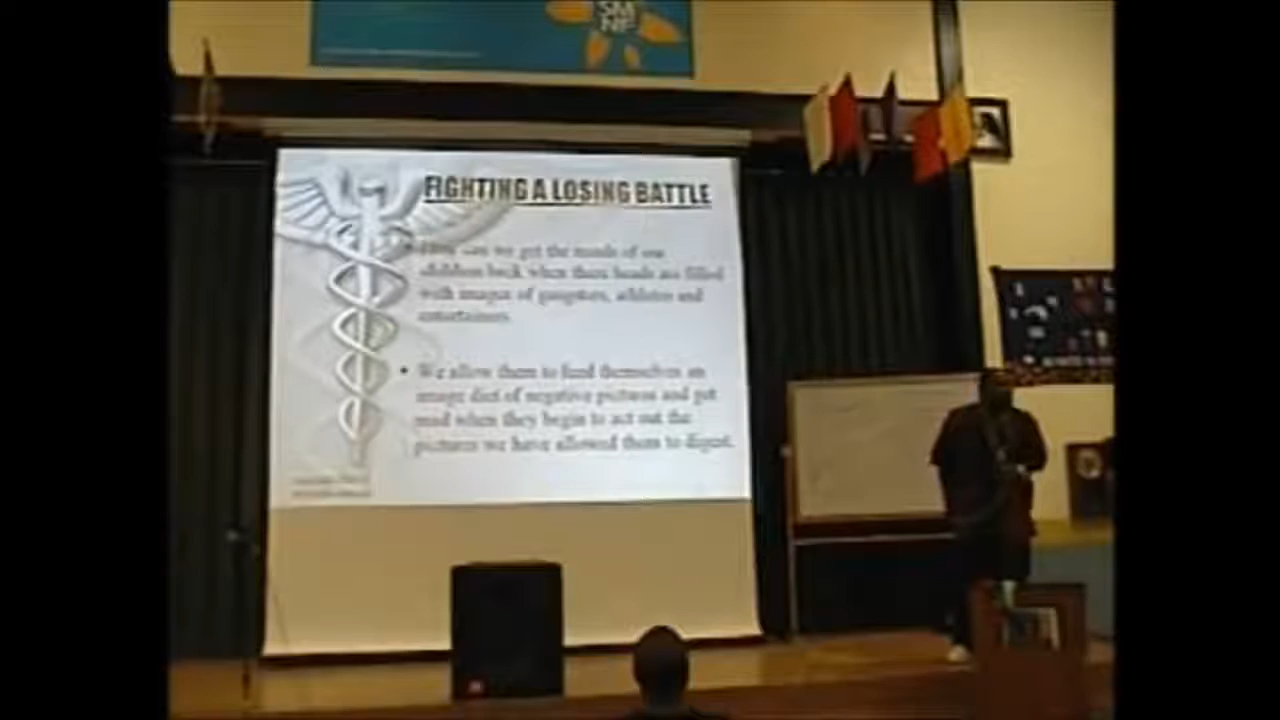 SM
NF
FIGHTING A LOSING BATTLE
How can we get the minds of our
children back when their heads are filled
with images of gangsters, athletes and
entertainers.
• We allow them to feed themselves an
image diet of negative pictures and get
mad when they begin to act out the
pictures we have allowed them to digest.